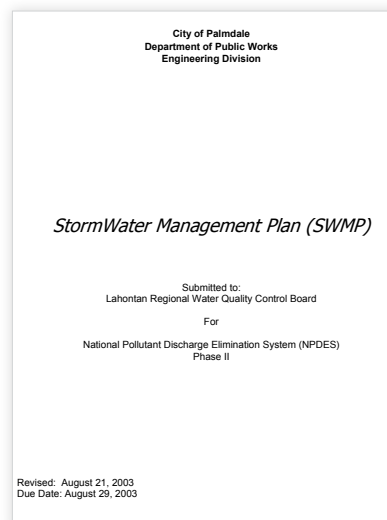 City of Palmdale
Department of Public Works
Engineering Division
StormWater Management Plan (SWMP)
Submitted to:
Lahontan Regional Water Quality Control Board
For
National Pollutant Discharge Elimination System (NPDES)
Phase II
Revised: August 21, 2003
Due Date: August 29, 2003